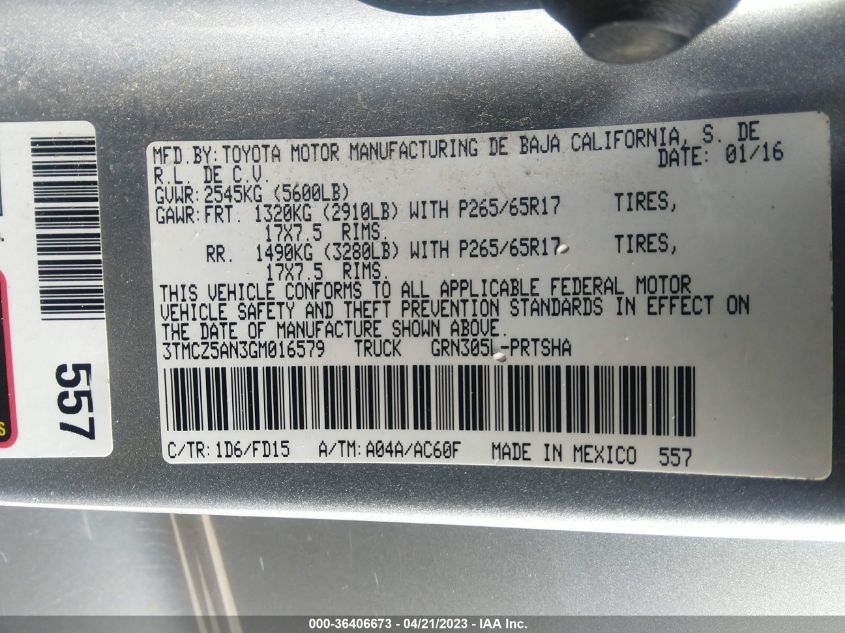 MFD. BY: TOYOTA MOTOR MANUFACTURING DE BAJA CALIFORNIA, S. DE
R.L. DE C.V. DATE: 01/16
GVWR: 2545KG (5600LB)
GAWR: FRT. 1320KG (2910LB) WITH P265/65R17 TIRES,
17X7.5 RIMS.
RR. 1490KG (3280LB) WITH P265/65R17 TIRES,
17X7.5 RIMS.
THIS VEHICLE CONFORMS TO ALL APPLICABLE FEDERAL MOTOR
VEHICLE SAFETY AND THEFT PREVENTION STANDARDS IN EFFECT ON
THE DATE OF MANUFACTURE SHOWN ABOVE.
3TMCZ5AN3GM016579 TRUCK GRN305L-PRTSHA
C/TR: 1D6/FD15 A/TM: A04A/AC60F MADE IN MEXICO 557
557
000-36406673 - 04/21/2023 - IAA Inc.